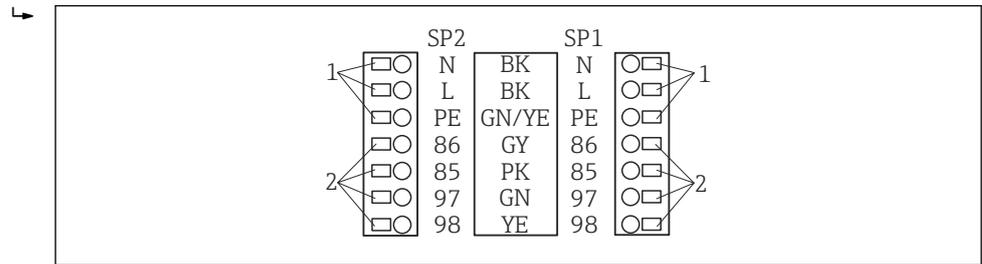 SP2 SP1
N BK N
1 L BK L 1
PE GN/YE PE
86 GY 86
2 85 PK 85 2
97 GN 97
98 YE 98